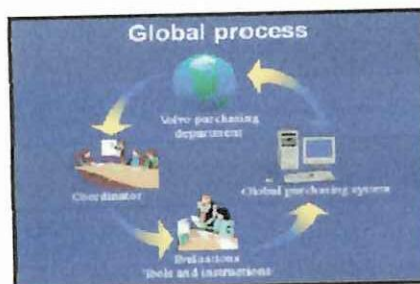 Global process
Volvo purchasing
department
Coordinator
Global purchasing system
Evaluations
Tools and instructions